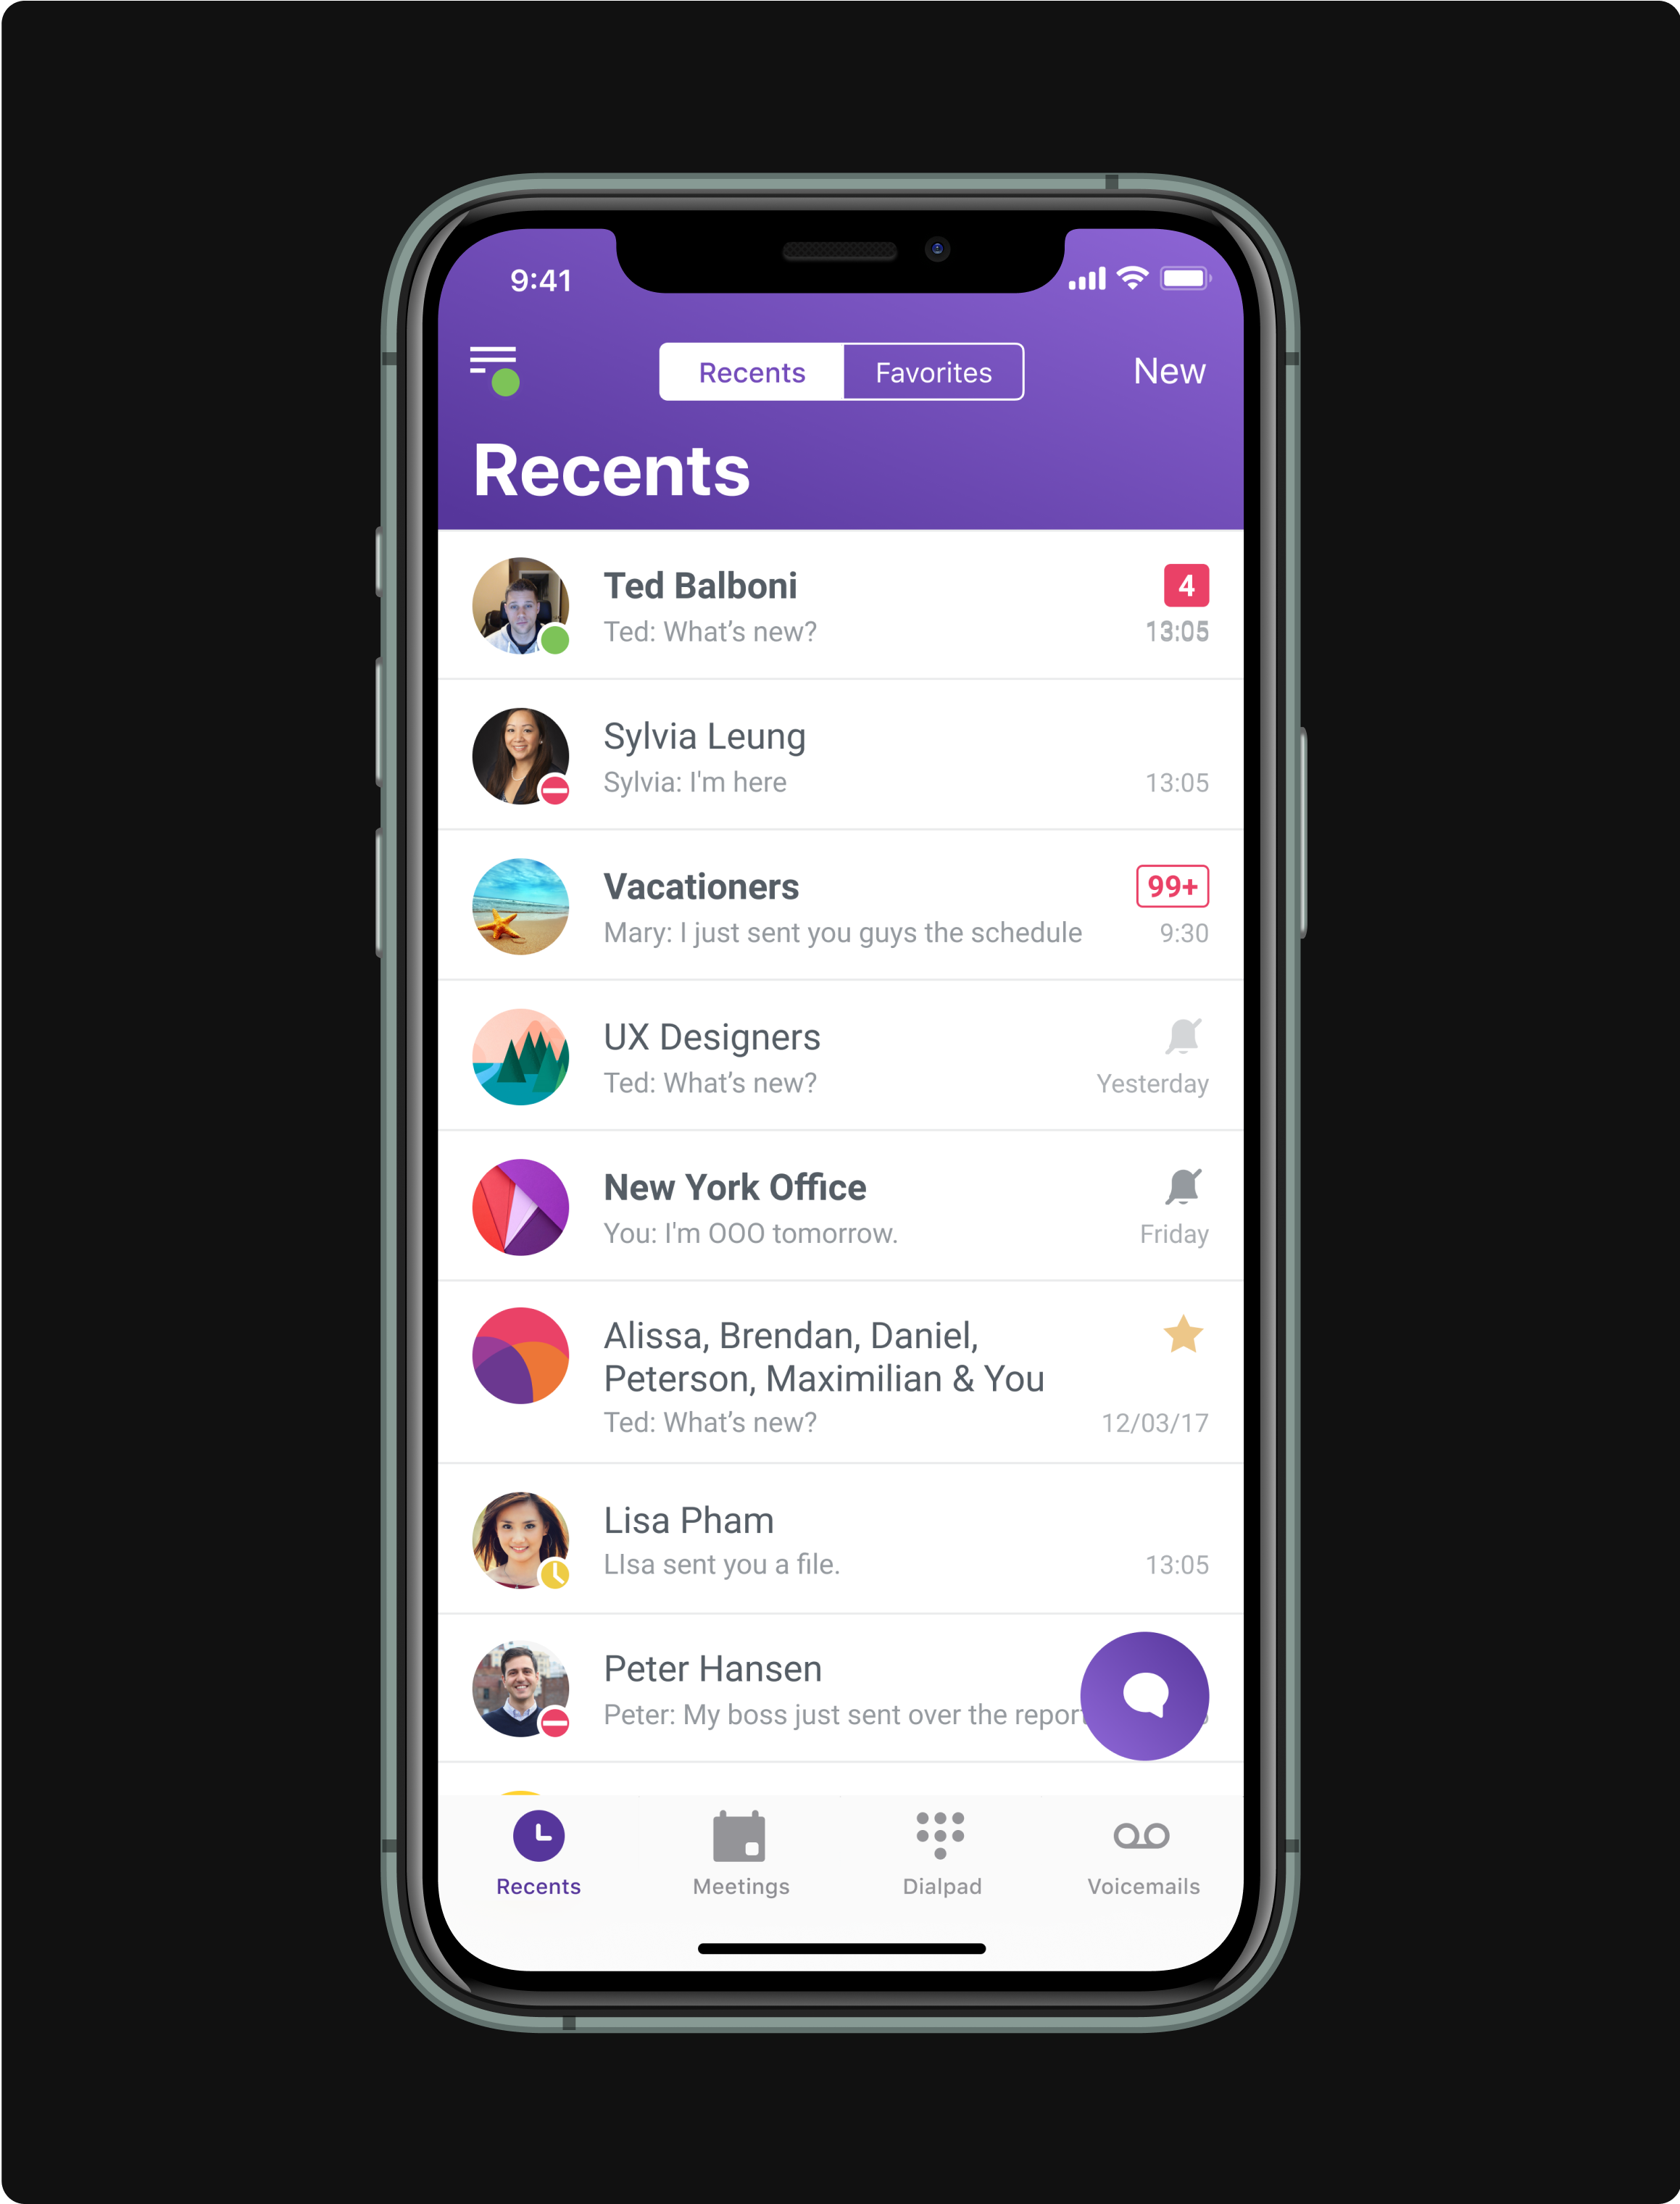 9:41
Recents
Favorites
New
Recents
Ted Balboni
4
Ted: What’s new?
13:05
Sylvia Leung
Sylvia: I'm here
13:05
Vacationers
99+
Mary: I just sent you guys the schedule
9:30
UX Designers
Ted: What’s new?
Yesterday
New York Office
You: I'm OOO tomorrow.
Friday
Alissa, Brendan, Daniel,
Peterson, Maximilian & You
Ted: What’s new?
12/03/17
Lisa Pham
LIsa sent you a file.
13:05
Peter Hansen
Peter: My boss just sent over the report
Recents
Meetings
Dialpad
Voicemails